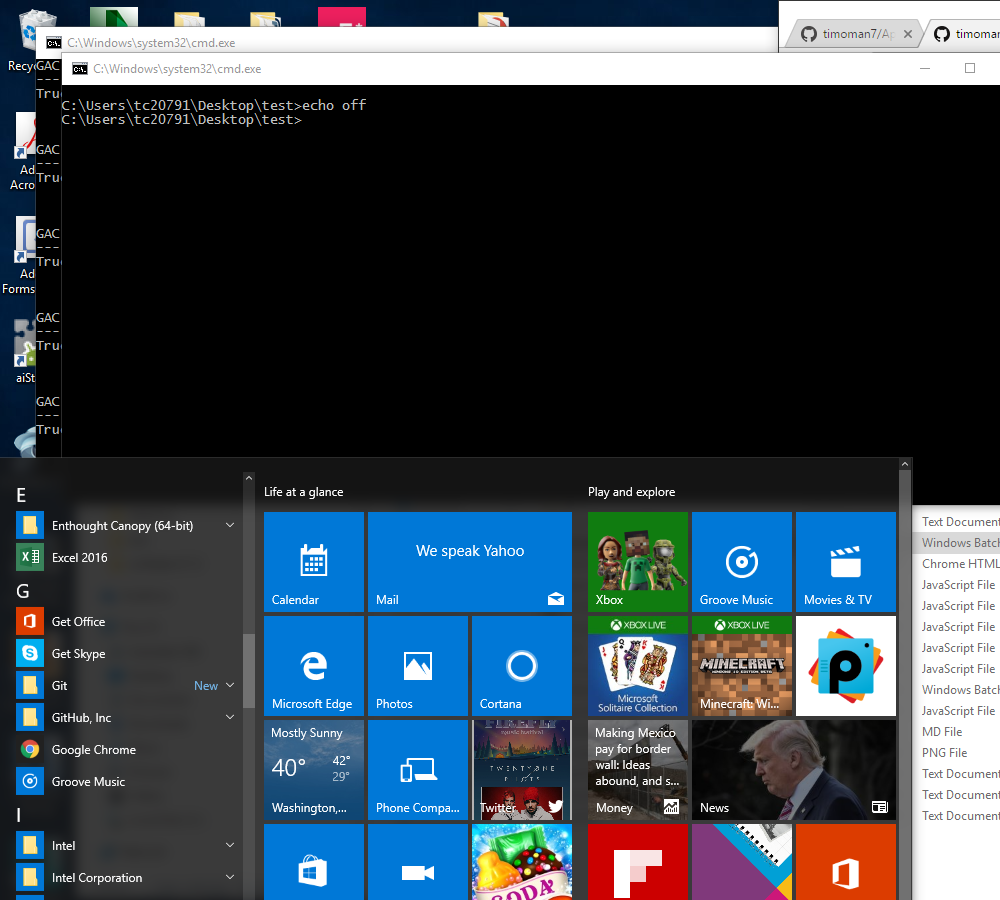 C:\Windows\system32\cmd.exe
timoman7/Ap
timoman
C:\Windows\system32\cmd.exe
Recy
GAC
---
Tru
C:\Users\tc20791\Desktop\test>echo off
C:\Users\tc20791\Desktop\test>
GAC
---
Tru
Ad
Acro
GAC
---
Tru
Ad
Forms
GAC
---
Tru
aiSt
GAC
---
Tru
E
Enthought Canopy (64-bit)
Excel 2016
G
Get Office
Get Skype
Git New
GitHub, Inc
Google Chrome
Groove Music
I
Intel
Intel Corporation
Life at a glance
Calendar
We speak Yahoo
Mail
Microsoft Edge
Photos
Cortana
Mostly Sunny
40° 42°
29°
Washington,...
Phone Compa...
TWENTY ONE
Twitter
SODA
Play and explore
Xbox
Groove Music
Movies & TV
XBOX LIVE
Microsoft
Solitaire Collection
XBOX LIVE
MINECRAFT
Minecraft: Wi...
Making Mexico
pay for border
wall: Ideas
abound, and s...
Money
News
Text Document
Windows Batch
Chrome HTML
JavaScript File
JavaScript File
JavaScript File
JavaScript File
JavaScript File
Windows Batch
JavaScript File
MD File
PNG File
Text Document
Text Document
Text Document